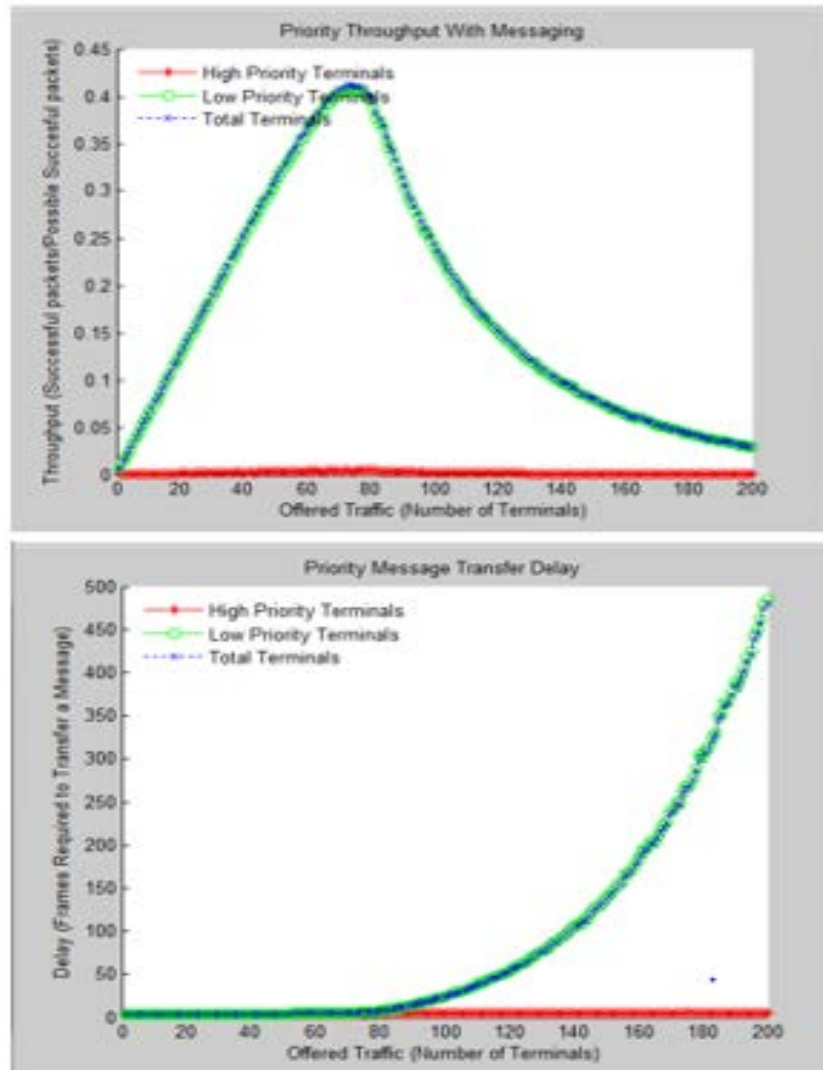 Priority Throughput With Messaging
Throughput (Successful packets/Possible Succesful packets)
0.45
0.4
0.35
0.3
0.25
0.2
0.15
0.1
0.05
0
High Priority Terminals
Low Priority Terminals
Total Terminals
0 20 40 60 80 100 120 140 160 180 200
Offered Traffic (Number of Terminals)
Priority Message Transfer Delay
Delay (Frames Required to Transfer a Message)
500
450
400
350
300
250
200
150
100
50
0
High Priority Terminals
Low Priority Terminals
Total Terminals
0 20 40 60 80 100 120 140 160 180 200
Offered Traffic (Number of Terminals)